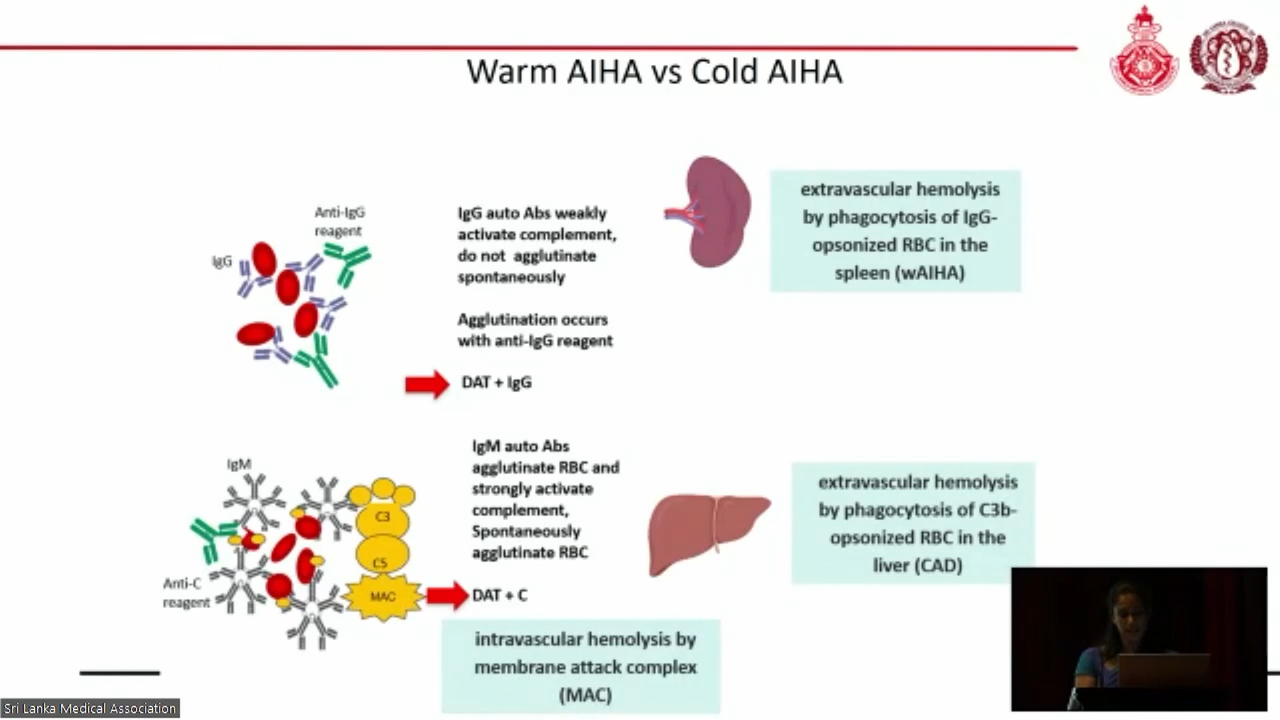 Warm AIHA vs Cold AIHA
Anti-IgG
reagent
IgG
IgG auto Abs weakly
activate complement,
do not agglutinate
spontaneously
Agglutination occurs
with anti-IgG reagent
DAT + IgG
extravascular hemolysis
by phagocytosis of IgG-
opsonized RBC in the
spleen (wAIHA)
IgM
C3
C5
MAC
Anti-C
reagent
IgM auto Abs
agglutinate RBC and
strongly activate
complement,
Spontaneously
agglutinate RBC
DAT + C
extravascular hemolysis
by phagocytosis of C3b-
opsonized RBC in the
liver (CAD)
intravascular hemolysis by
membrane attack complex
(MAC)
Sri Lanka Medical Association